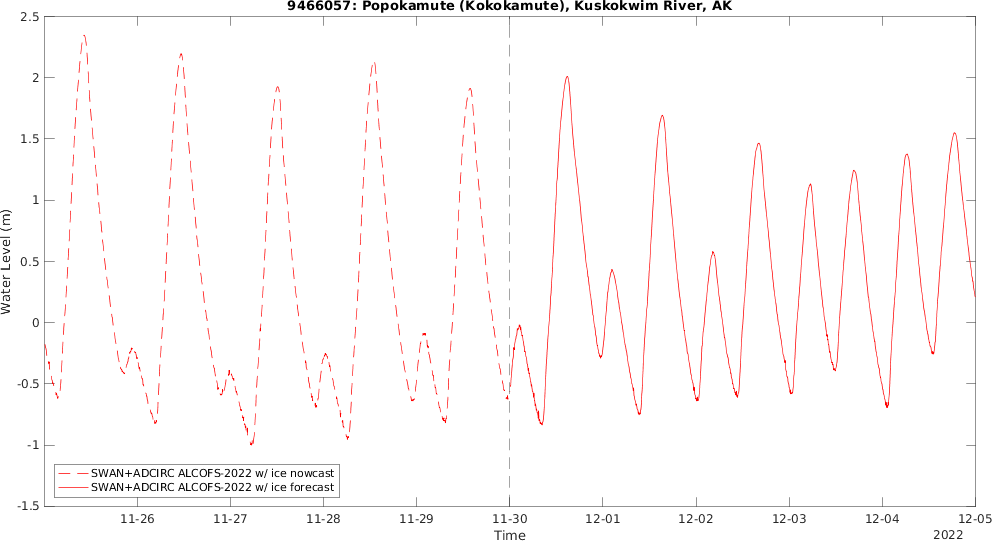 9466057: Popokamute (Kokokamute), Kuskokwim River, AK
2.5
2
1.5
1
0.5
0
-0.5
-1
-1.5
Water Level (m)
SWAN+ADCIRC ALCOFS-2022 w/ ice nowcast
SWAN+ADCIRC ALCOFS-2022 w/ ice forecast
11-26 11-27 11-28 11-29 11-30 12-01 12-02 12-03 12-04 12-05
Time
2022